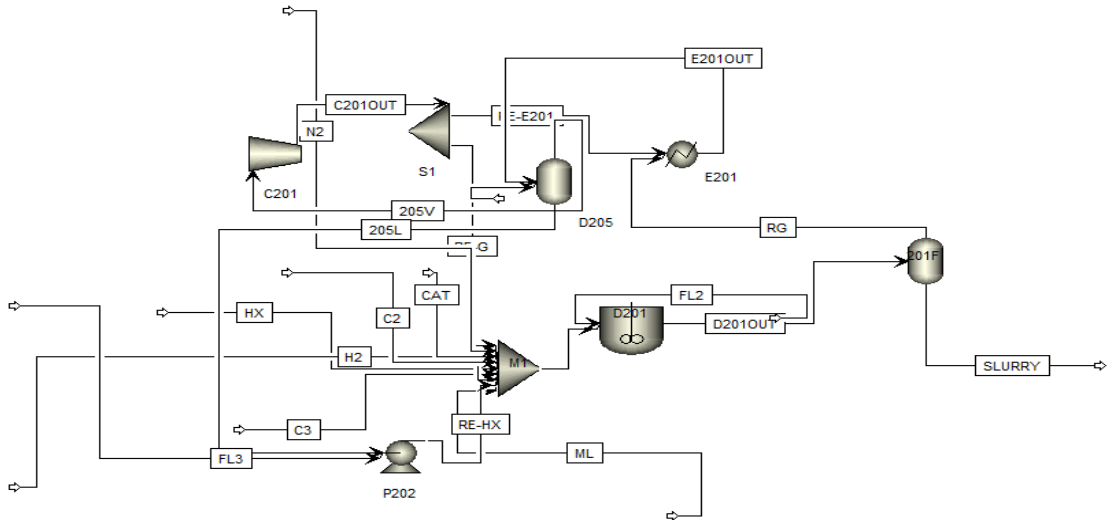 E201OUT
C201OUT
RE-E201
N2
S1
E201
C201
D205
205V
205L
RG
201F
CAT
FL2
HX
C2
D201
D201OUT
H2
M1
SLURRY
RE-HX
C3
FL3
ML
P202